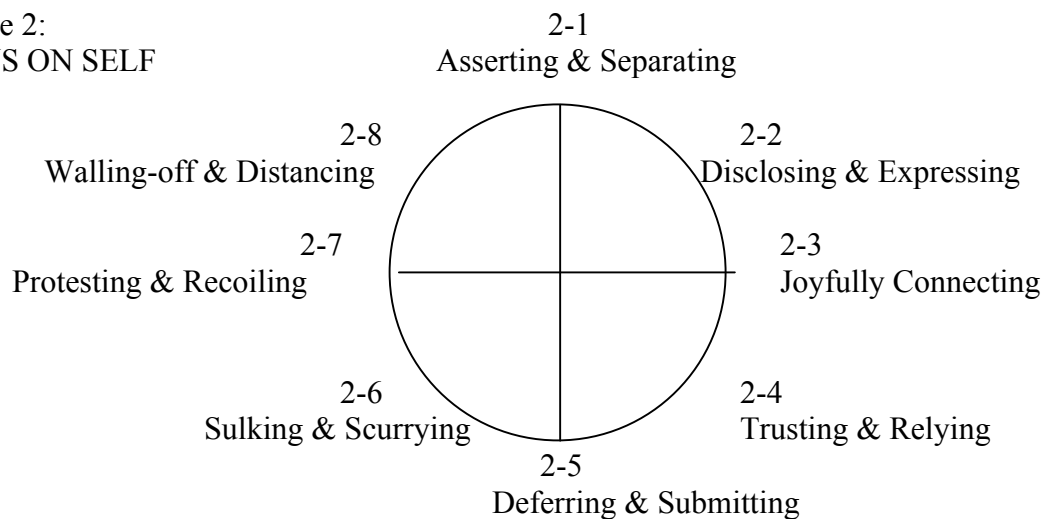 e 2:
S ON SELF
2-1
Asserting & Separating
2-8
Walling-off & Distancing
2-2
Disclosing & Expressing
2-7
Protesting & Recoiling
2-3
Joyfully Connecting
2-6
Sulking & Scurrying
2-4
Trusting & Relying
2-5
Deferring & Submitting